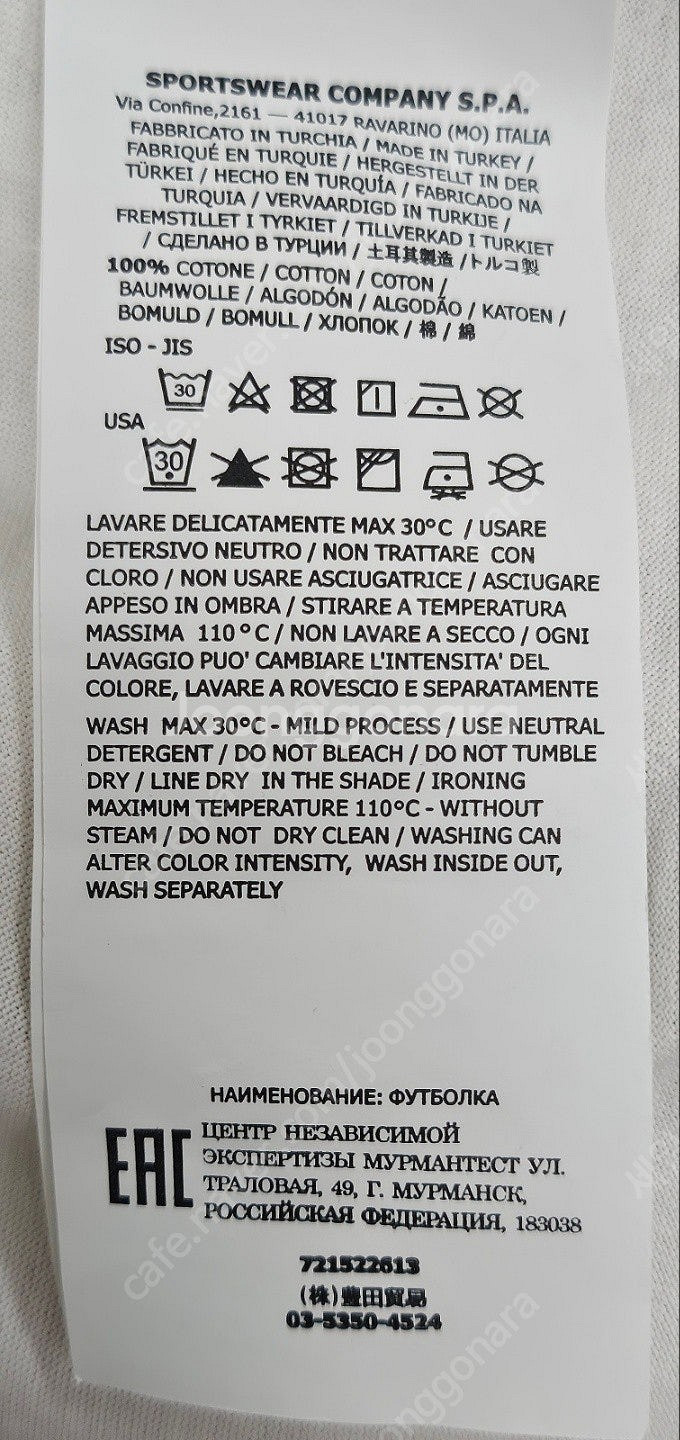 SPORTSWEAR COMPANY S.P.A.
Via Confine,2161 — 41017 RAVARINO (MO) ITALIA
FABBRICATO IN TURCHIA / MADE IN TURKEY /
FABRIQUÉ EN TURQUIE / HERGESTELLT IN DER
TÜRKEI / HECHO EN TURQUÍA / FABRICADO NA
TURQUIA / VERVAARDIGD IN TURKIJE /
FREMSTILLET I TYRKIET / TILLVERKAD I TURKIET
/ СДЕЛАНО В ТУРЦИИ / 土耳其製造 /トルコ製
100% COTONE / COTTON / COTON /
BAUMWOLLE / ALGODÓN / ALGODÃO / KATOEN /
BOMULD / BOMULL / ХЛОПОК / 棉 / 綿
ISO - JIS
30
USA
30
LAVARE DELICATAMENTE MAX 30°C / USARE
DETERSIVO NEUTRO / NON TRATTARE CON
CLORO / NON USARE ASCIUGATRICE / ASCIUGARE
APPESO IN OMBRA / STIRARE A TEMPERATURA
MASSIMA 110°C / NON LAVARE A SECCO / OGNI
LAVAGGIO PUO' CAMBIARE L'INTENSITA' DEL
COLORE, LAVARE A ROVESCIO E SEPARATAMENTE
joonggonara
WASH MAX 30°C - MILD PROCESS / USE NEUTRAL
DETERGENT / DO NOT BLEACH / DO NOT TUMBLE
DRY / LINE DRY IN THE SHADE / IRONING
MAXIMUM TEMPERATURE 110°C - WITHOUT
STEAM / DO NOT DRY CLEAN / WASHING CAN
ALTER COLOR INTENSITY, WASH INSIDE OUT,
WASH SEPARATELY
НАИМЕНОВАНИЕ: ФУТБОЛКА
EAC
ЦЕНТР НЕЗАВИСИМОЙ
ЭКСПЕРТИЗЫ МУРМАНТЕСТ УЛ.
ТРАЛОВАЯ, 49, Г. МУРМАНСК,
РОССИЙСКАЯ ФЕДЕРАЦИЯ, 183038
721522613
(株)豊田貿易
03-5350-4524
cafe.naver.com/joonggonara